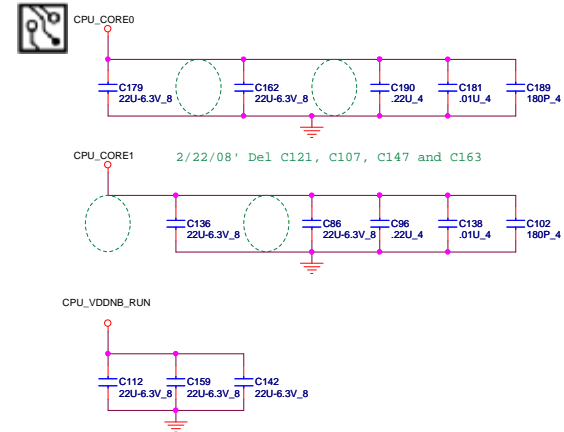 CPU_CORE0
C179
22U-6.3V_8
C162
22U-6.3V_8
C190
.22U_4
C181
.01U_4
C189
180P_4
CPU_CORE1
2/22/08' Del C121, C107, C147 and C163
C136
22U-6.3V_8
C86
22U-6.3V_8
C96
.22U_4
C138
.01U_4
C102
180P_4
CPU_VDDNB_RUN
C112
22U-6.3V_8
C159
22U-6.3V_8
C142
22U-6.3V_8